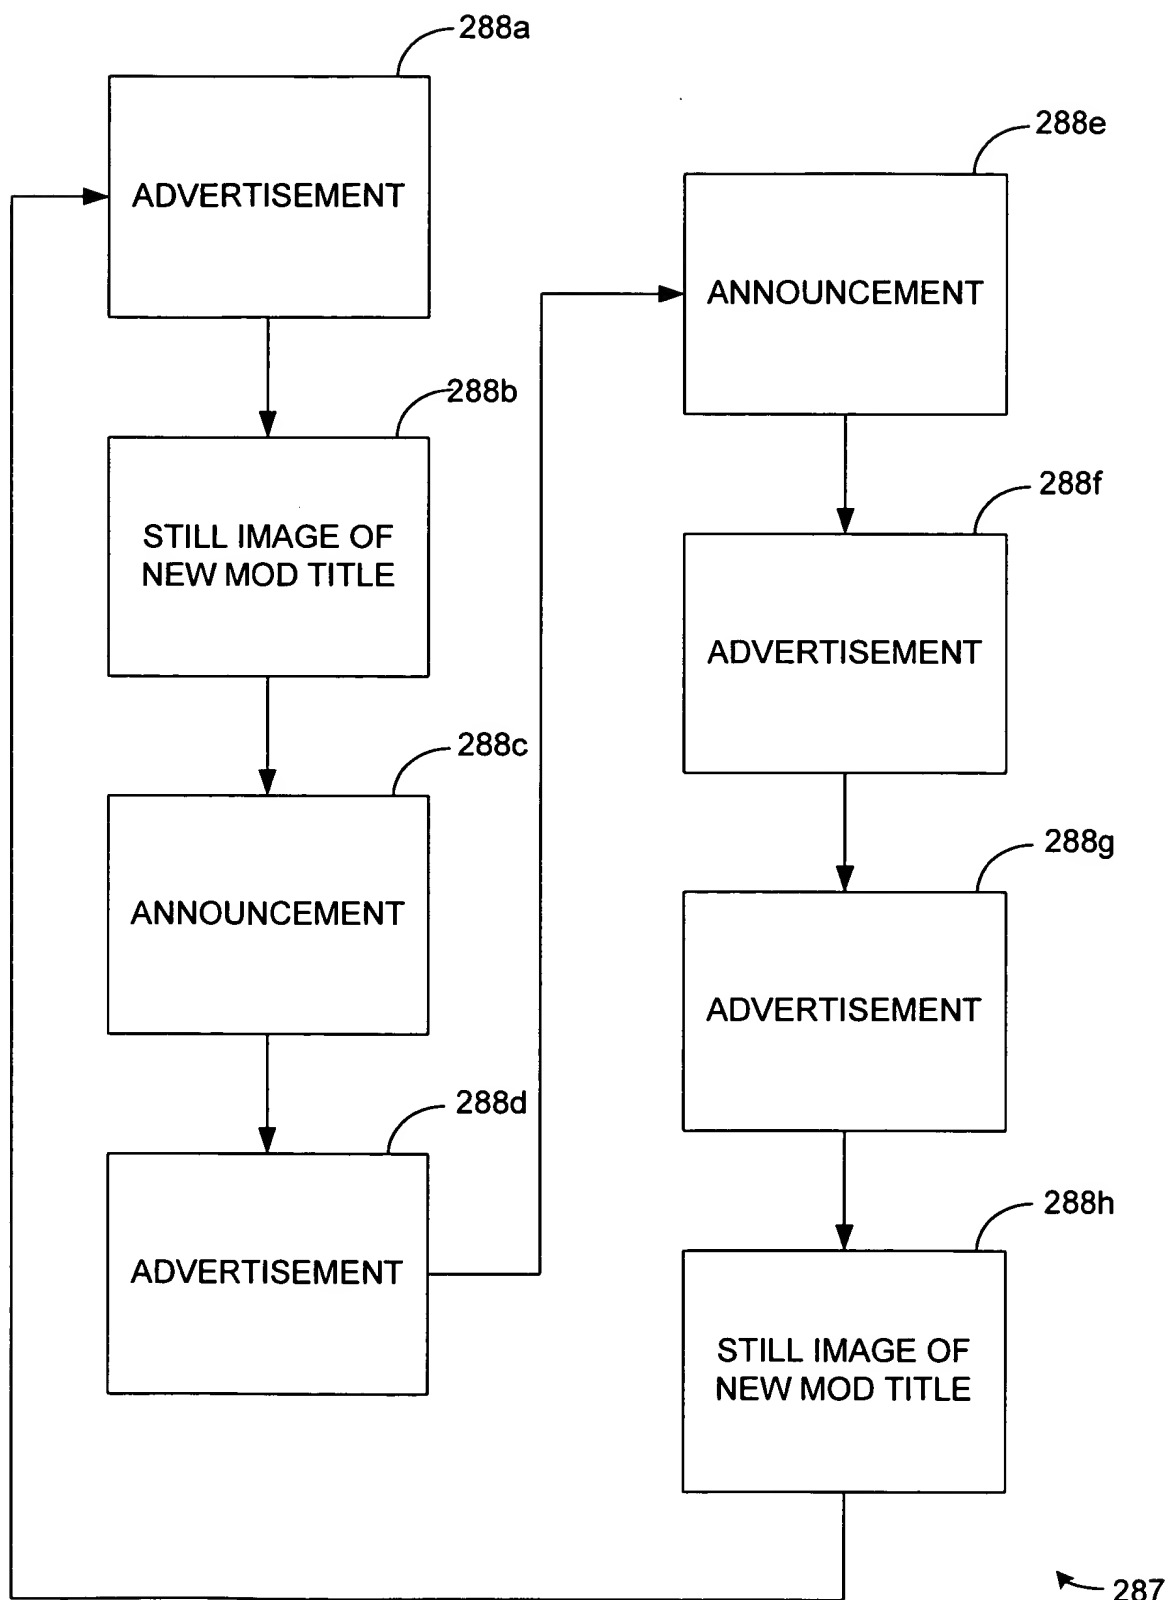 288a
ADVERTISEMENT
288b
STILL IMAGE OF
NEW MOD TITLE
288c
ANNOUNCEMENT
288d
ADVERTISEMENT
288e
ANNOUNCEMENT
288f
ADVERTISEMENT
288g
ADVERTISEMENT
288h
STILL IMAGE OF
NEW MOD TITLE
287